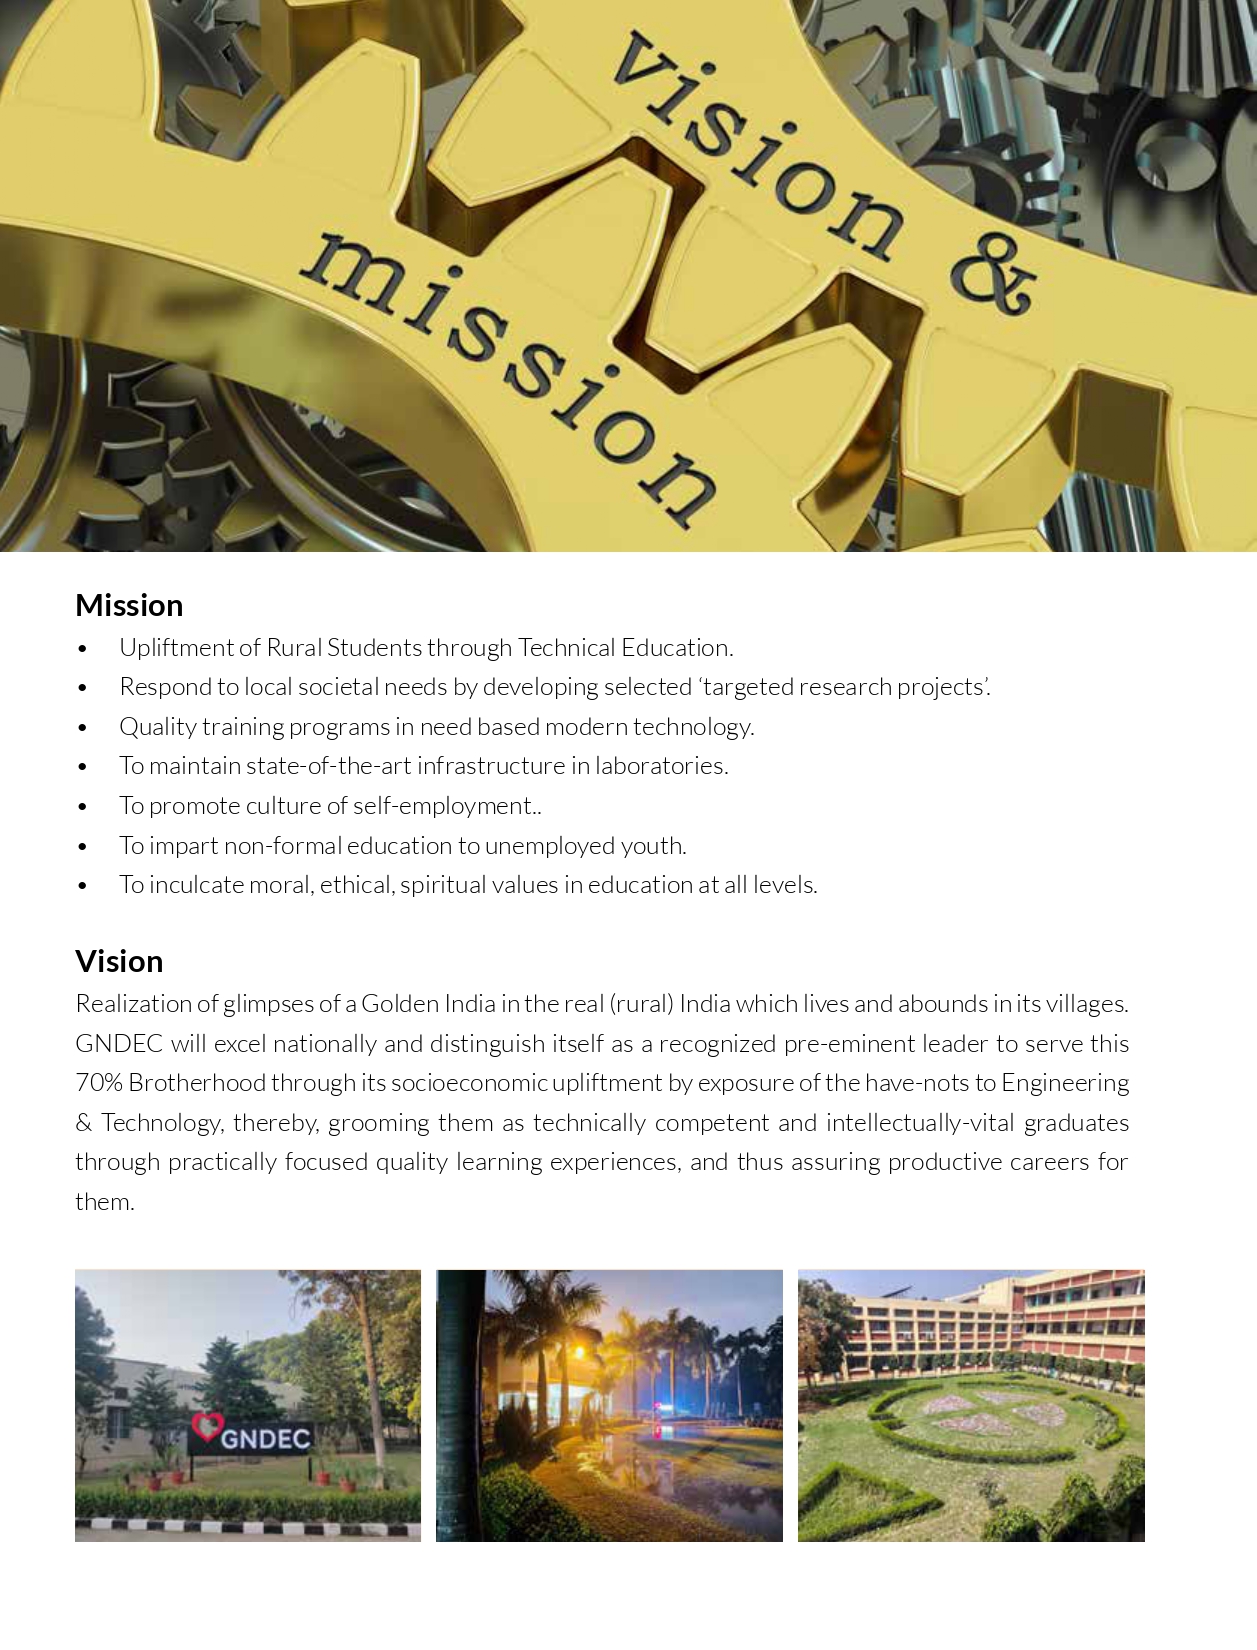 vision &
mission
Mission
• Upliftment of Rural Students through Technical Education.
• Respond to local societal needs by developing selected ‘targeted research projects’.
• Quality training programs in need based modern technology.
• To maintain state-of-the-art infrastructure in laboratories.
• To promote culture of self-employment..
• To impart non-formal education to unemployed youth.
• To inculcate moral, ethical, spiritual values in education at all levels.
Vision
Realization of glimpses of a Golden India in the real (rural) India which lives and abounds in its villages.
GNDEC will excel nationally and distinguish itself as a recognized pre-eminent leader to serve this
70% Brotherhood through its socioeconomic upliftment by exposure of the have-nots to Engineering
& Technology, thereby, grooming them as technically competent and intellectually-vital graduates
through practically focused quality learning experiences, and thus assuring productive careers for
them.
GNDEC